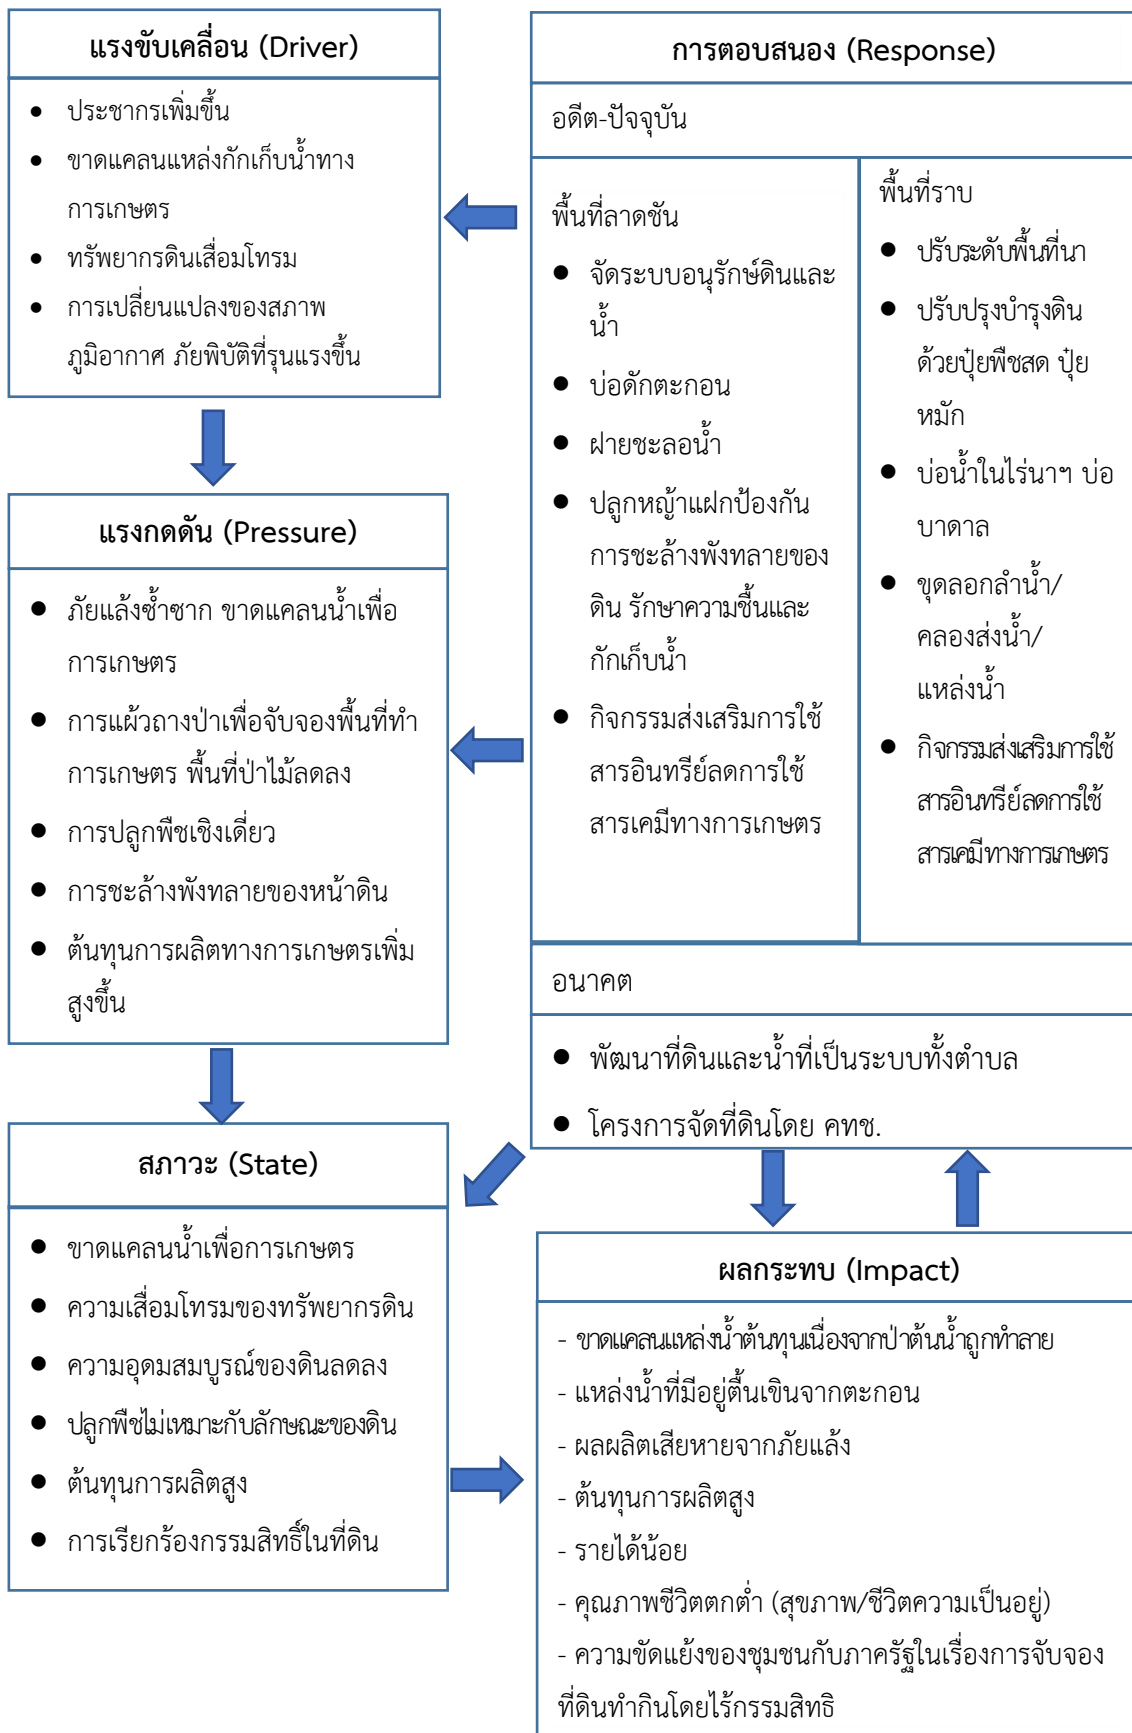 แรงขับเคลื่อน (Driver)
● ประชากรเพิ่มขึ้น
● ขาดแคลนแหล่งกักเก็บน้ำทาง
การเกษตร
● ทรัพยากรดินเสื่อมโทรม
● การเปลี่ยนแปลงของสภาพ
ภูมิอากาศ ภัยพิบัติที่รุนแรงขึ้น
แรงกดดัน (Pressure)
● ภัยแล้งซ้ำซาก ขาดแคลนน้ำเพื่อ
การเกษตร
● การแผ้วถางป่าเพื่อจับจองพื้นที่ทำ
การเกษตร พื้นที่ป่าไม้ลดลง
● การปลูกพืชเชิงเดี่ยว
● การชะล้างพังทลายของหน้าดิน
● ต้นทุนการผลิตทางการเกษตรเพิ่ม
สูงขึ้น
สภาวะ (State)
● ขาดแคลนน้ำเพื่อการเกษตร
● ความเสื่อมโทรมของทรัพยากรดิน
● ความอุดมสมบูรณ์ของดินลดลง
● ปลูกพืชไม่เหมาะกับลักษณะของดิน
● ต้นทุนการผลิตสูง
● การเรียกร้องกรรมสิทธิ์ในที่ดิน
การตอบสนอง (Response)
อดีต-ปัจจุบัน
พื้นที่ลาดชัน
● จัดระบบอนุรักษ์ดินและ
น้ำ
● บ่อดักตะกอน
● ฝายชะลอน้ำ
● ปลูกหญ้าแฝกป้องกัน
การชะล้างพังทลายของ
ดิน รักษาความชื้นและ
กักเก็บน้ำ
● กิจกรรมส่งเสริมการใช้
สารอินทรีย์ลดการใช้
สารเคมีทางการเกษตร
พื้นที่ราบ
● ปรับระดับพื้นที่นา
● ปรับปรุงบำรุงดิน
ด้วยปุ๋ยพืชสด ปุ๋ย
หมัก
● บ่อน้ำในไร่นาฯ บ่อ
บาดาล
● ขุดลอกลำน้ำ/
คลองส่งน้ำ/
แหล่งน้ำ
● กิจกรรมส่งเสริมการใช้
สารอินทรีย์ลดการใช้
สารเคมีทางการเกษตร
อนาคต
● พัฒนาที่ดินและน้ำที่เป็นระบบทั้งตำบล
● โครงการจัดที่ดินโดย คทช.
ผลกระทบ (Impact)
- ขาดแคลนแหล่งน้ำต้นทุนเนื่องจากป่าต้นน้ำถูกทำลาย
- แหล่งน้ำที่มีอยู่ตื้นเขินจากตะกอน
- ผลผลิตเสียหายจากภัยแล้ง
- ต้นทุนการผลิตสูง
- รายได้น้อย
- คุณภาพชีวิตตกต่ำ (สุขภาพ/ชีวิตความเป็นอยู่)
- ความขัดแย้งของชุมชนกับภาครัฐในเรื่องการจับจอง
ที่ดินทำกินโดยไร้กรรมสิทธิ